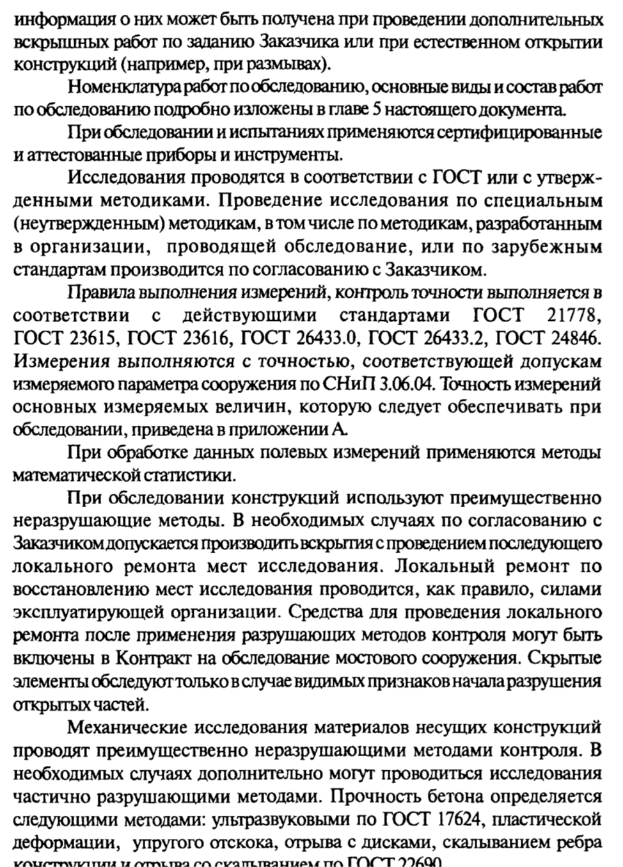 информация о них может быть получена при проведении дополнительных
вскрышных работ по заданию Заказчика или при естественном открытии
конструкций (например, при размывах).
Номенклатура работ по обследованию, основные виды и состав работ
по обследованию подробно изложены в главе 5 настоящего документа.
При обследовании и испытаниях применяются сертифицированные
и аттестованные приборы и инструменты.
Исследования проводятся в соответствии с ГОСТ или с утверж-
денными методиками. Проведение исследования по специальным
(неутвержденным) методикам, в том числе по методикам, разработанным
в организации, проводящей обследование, или по зарубежным
стандартам производится по согласованию с Заказчиком.
Правила выполнения измерений, контроль точности выполняется в
соответствии с действующими стандартами ГОСТ 21778,
ГОСТ 23615, ГОСТ 23616, ГОСТ 26433.0, ГОСТ 26433.2, ГОСТ 24846.
Измерения выполняются с точностью, соответствующей допускам
измеряемого параметра сооружения по СНиП 3.06.04. Точность измерений
основных измеряемых величин, которую следует обеспечивать при
обследовании, приведена в приложении А.
При обработке данных полевых измерений применяются методы
математической статистики.
При обследовании конструкций используют преимущественно
неразрушающие методы. В необходимых случаях по согласованию с
Заказчиком допускается производить вскрытия с проведением последующего
локального ремонта мест исследования. Локальный ремонт по
восстановлению мест исследования проводится, как правило, силами
эксплуатирующей организации. Средства для проведения локального
ремонта после применения разрушающих методов контроля могут быть
включены в Контракт на обследование мостового сооружения. Скрытые
элементы обследуют только в случае видимых признаков начала разрушения
открытых частей.
Механические исследования материалов несущих конструкций
проводят преимущественно неразрушающими методами контроля. В
необходимых случаях дополнительно могут проводиться исследования
частично разрушающими методами. Прочность бетона определяется
следующими методами: ультразвуковыми по ГОСТ 17624, пластической
деформации, упругого отскока, отрыва с дисками, скалыванием ребра
конструкции и отрыва со скалыванием по ГОСТ 22690.